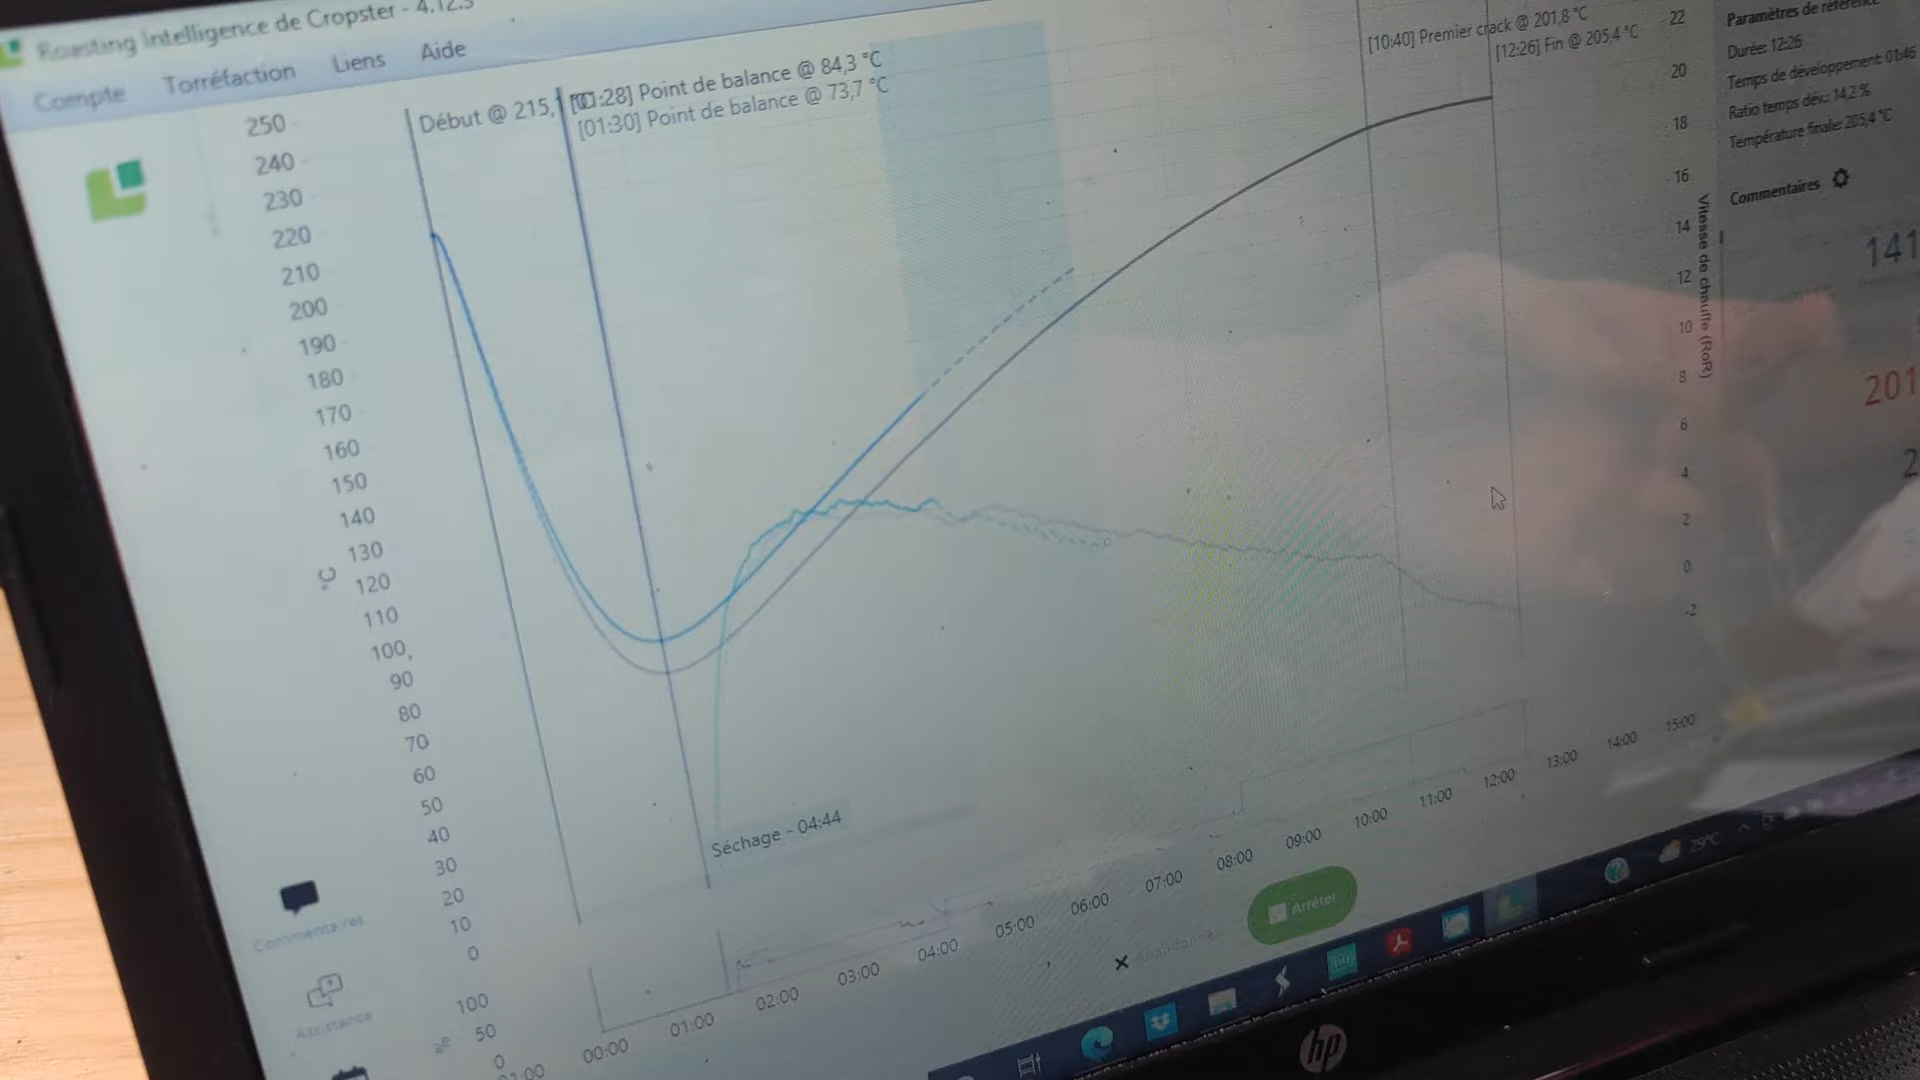 Roasting Intelligence de Cropster - 4.12.3
Compte Torréfaction Liens Aide
Début @ 215,1
:28] Point de balance @ 84,3 °C
[01:30] Point de balance @ 73,7 °C
[10:40] Premier crack @ 201,8 °C
[12:26] Fin @ 205,4 °C
Paramètres de référence
Durée: 12:26
Temps de développement: 01:46
Ratio temps dév.: 14,2 %
Température finale: 205,4 °C
Commentaires
141
201
2
250
240
230
220
210
200
190
180
170
160
150
140
130
120
110
100
90
80
70
60
50
40
30
20
10
0
°C
22
20
18
16
14
12
10
8
6
4
2
0
-2
Vitesse de chauffe (RoR)
Séchage - 04:44
100
50
0
%
00:00 01:00 02:00 03:00 04:00 05:00 06:00 07:00 08:00 09:00 10:00 11:00 12:00 13:00 14:00 15:00
Commentaires
Assistance
Abandonner
Arrêter
29°C
hp